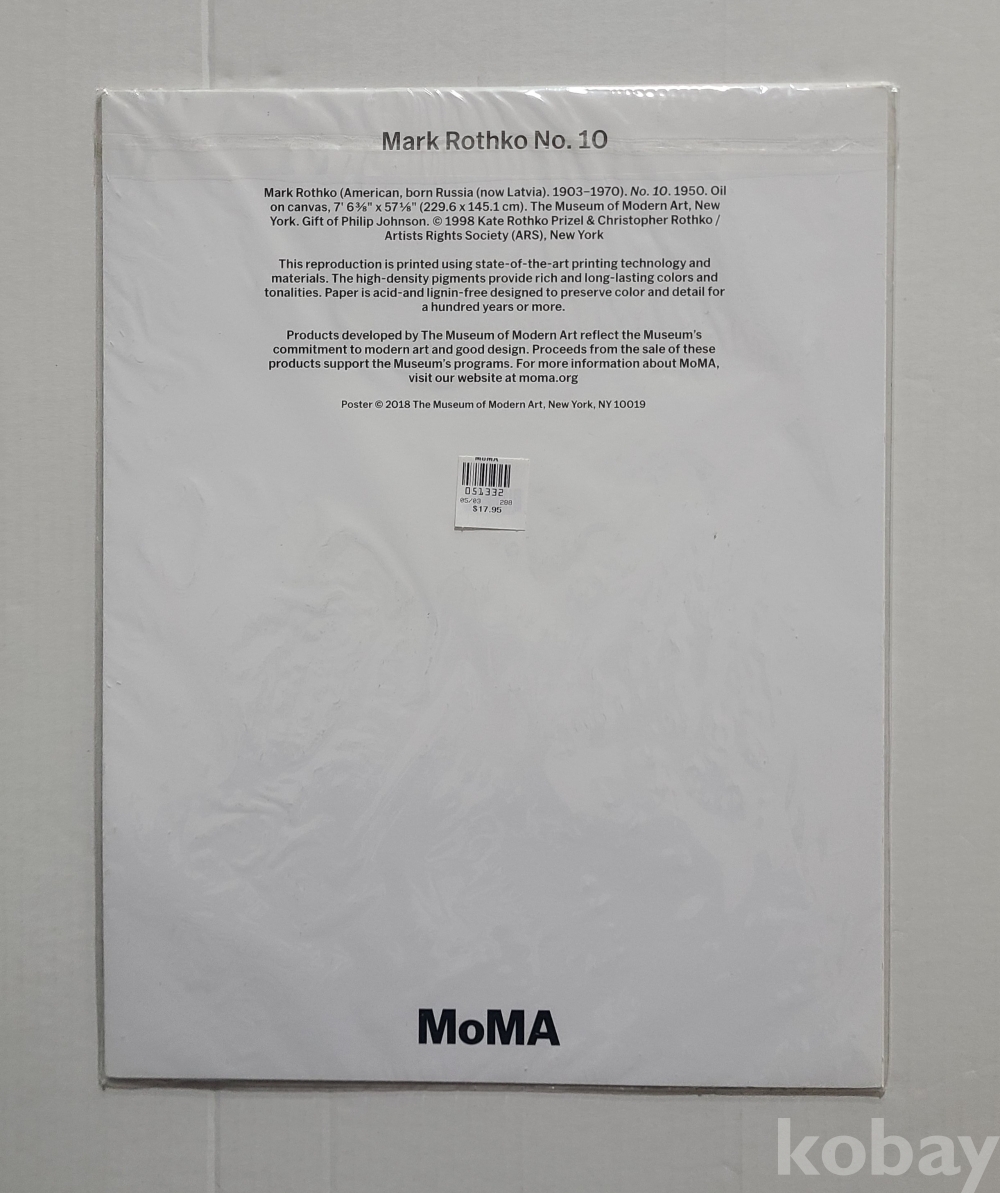 Mark Rothko No. 10
Mark Rothko (American, born Russia (now Latvia). 1903–1970). No. 10. 1950. Oil
on canvas, 7' 6⅜" x 57⅛" (229.6 x 145.1 cm). The Museum of Modern Art, New
York. Gift of Philip Johnson. © 1998 Kate Rothko Prizel & Christopher Rothko /
Artists Rights Society (ARS), New York
This reproduction is printed using state-of-the-art printing technology and
materials. The high-density pigments provide rich and long-lasting colors and
tonalities. Paper is acid-and lignin-free designed to preserve color and detail for
a hundred years or more.
Products developed by The Museum of Modern Art reflect the Museum's
commitment to modern art and good design. Proceeds from the sale of these
products support the Museum's programs. For more information about MoMA,
visit our website at moma.org
Poster © 2018 The Museum of Modern Art, New York, NY 10019
MoMA
051332
05/03 208
$17.95
MoMA
kobay